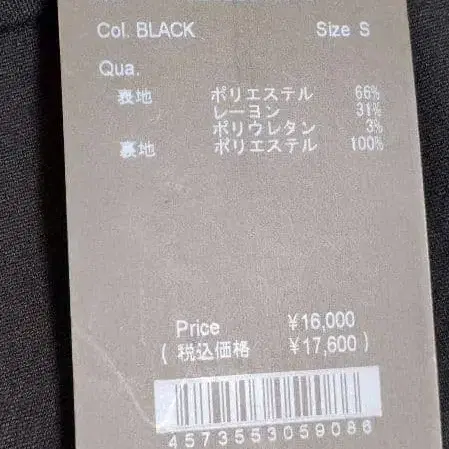 Col. BLACK Size S
Qua.
表地 ポリエステル 66%
レーヨン 31%
ポリウレタン 3%
裏地 ポリエステル 100%
Price ¥16,000
( 税込価格 ¥17,600 )
4573553059086